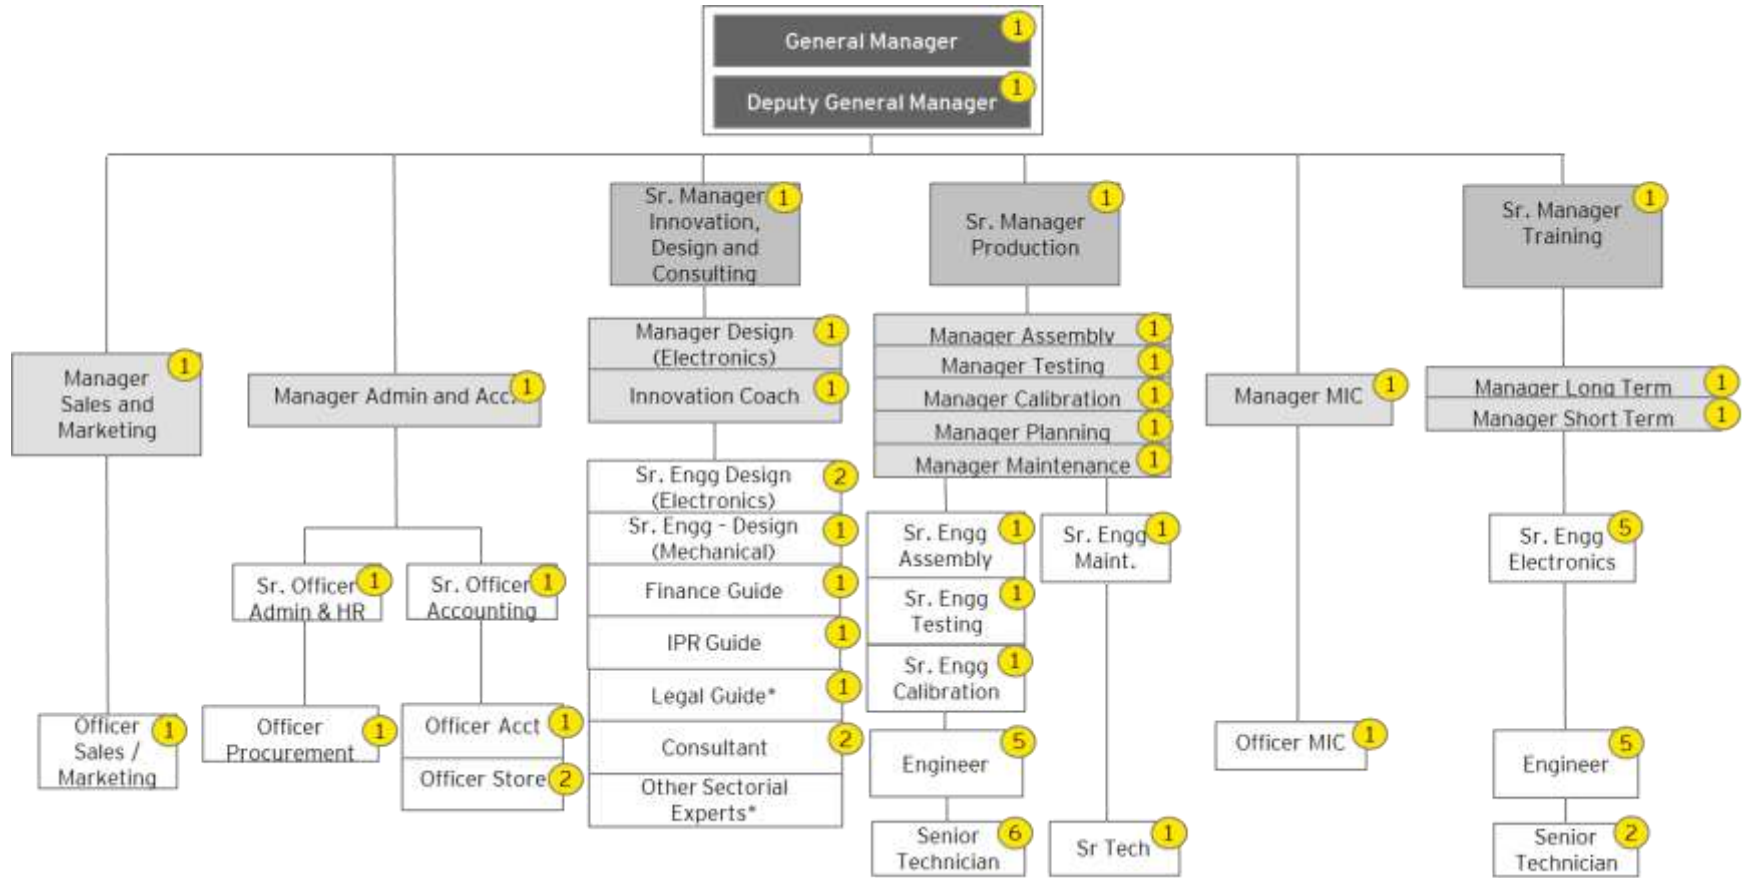 General Manager
1
Deputy General Manager
1
Manager
Sales and
Marketing
1
Officer
Sales /
Marketing
1
Manager Admin and Acc.
1
Sr. Officer
Admin & HR
1
Officer
Procurement
1
Sr. Officer
Accounting
1
Officer Acct
1
Officer Store
2
Sr. Manager
Innovation,
Design and
Consulting
1
Manager Design
(Electronics)
1
Innovation Coach
1
Sr. Engg Design
(Electronics)
2
Sr. Engg - Design
(Mechanical)
1
Finance Guide
1
IPR Guide
1
Legal Guide*
1
Consultant
2
Other Sectorial
Experts*
Sr. Manager
Production
1
Manager Assembly
1
Manager Testing
1
Manager Calibration
1
Manager Planning
1
Manager Maintenance
1
Sr. Engg
Assembly
1
Sr. Engg
Testing
1
Sr. Engg
Calibration
1
Engineer
5
Senior
Technician
6
Sr. Engg
Maint.
1
Sr Tech
1
Manager MIC
1
Officer MIC
1
Sr. Manager
Training
1
Manager Long Term
1
Manager Short Term
1
Sr. Engg
Electronics
5
Engineer
5
Senior
Technician
2